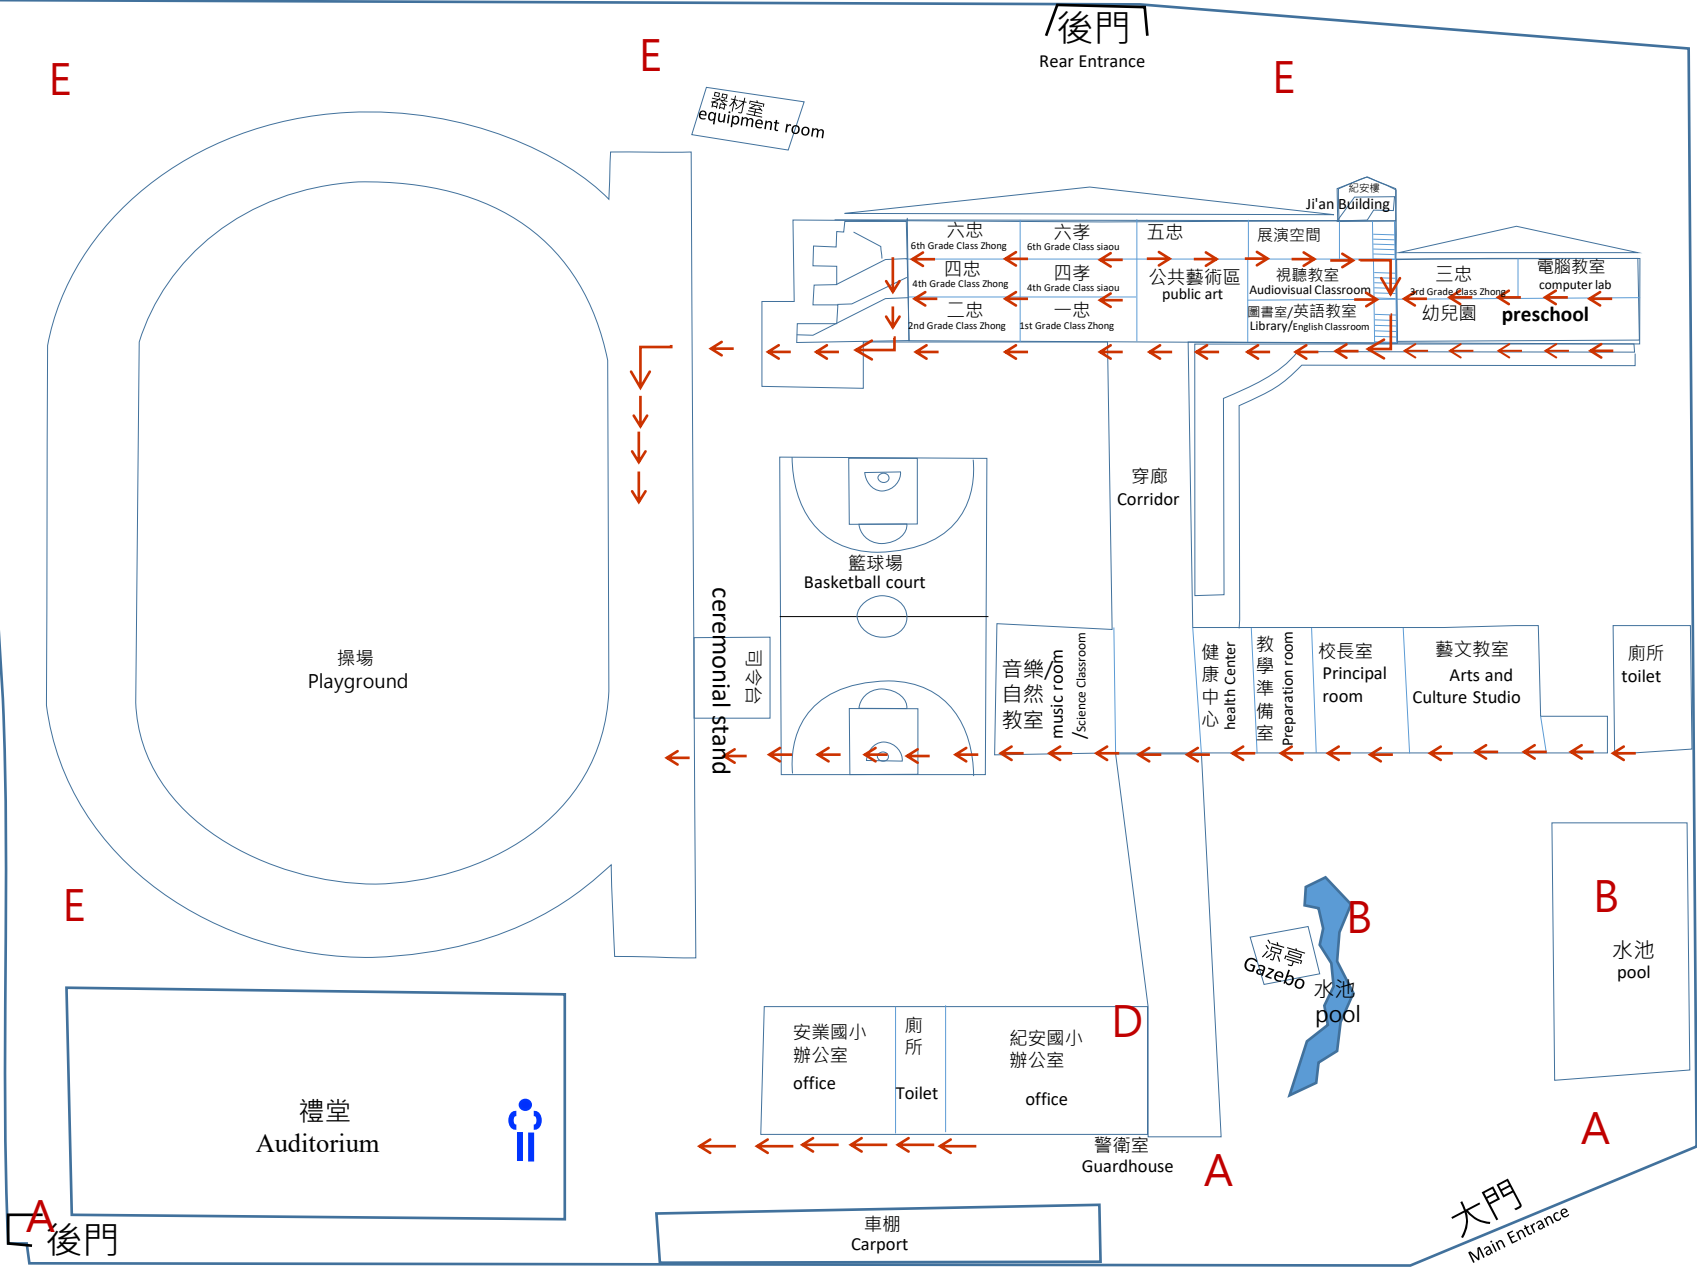 後門
Rear Entrance
E
E
E
器材室
equipment room
紀安樓
Ji'an Building
六忠
6th Grade Class Zhong
六孝
6th Grade Class siaou
五忠
展演空間
四忠
4th Grade Class Zhong
四孝
4th Grade Class siaou
公共藝術區
public art
視聽教室
Audiovisual Classroom
三忠
3rd Grade Class Zhong
電腦教室
computer lab
二忠
2nd Grade Class Zhong
一忠
1st Grade Class Zhong
圖書室/英語教室
Library/English Classroom
幼兒園 preschool
穿廊
Corridor
籃球場
Basketball court
操場
Playground
司令台
ceremonial stand
音樂/
自然
教室
music room
/Science Classroom
健康中心
health Center
教學準備室
Preparation room
校長室
Principal
room
藝文教室
Arts and
Culture Studio
廁所
toilet
E
B
B
涼亭
Gazebo
水池
pool
水池
pool
安業國小
辦公室
office
廁所
Toilet
D
紀安國小
辦公室
office
禮堂
Auditorium
警衛室
Guardhouse
A
A
A
後門
車棚
Carport
大門
Main Entrance